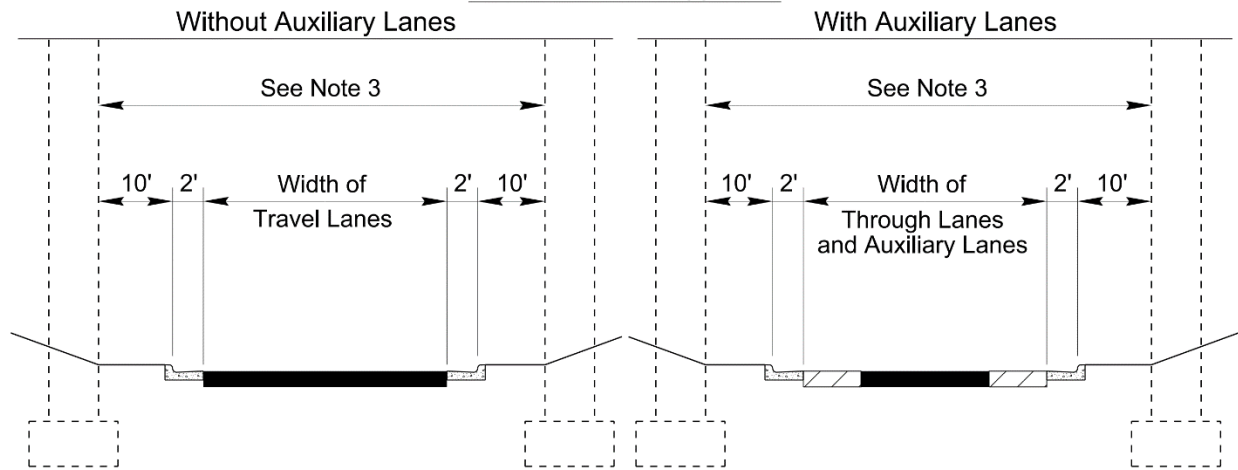 Without Auxiliary Lanes
See Note 3
10' 2' Width of 2' 10'
Travel Lanes
With Auxiliary Lanes
See Note 3
10' 2' Width of 2' 10'
Through Lanes
and Auxiliary Lanes